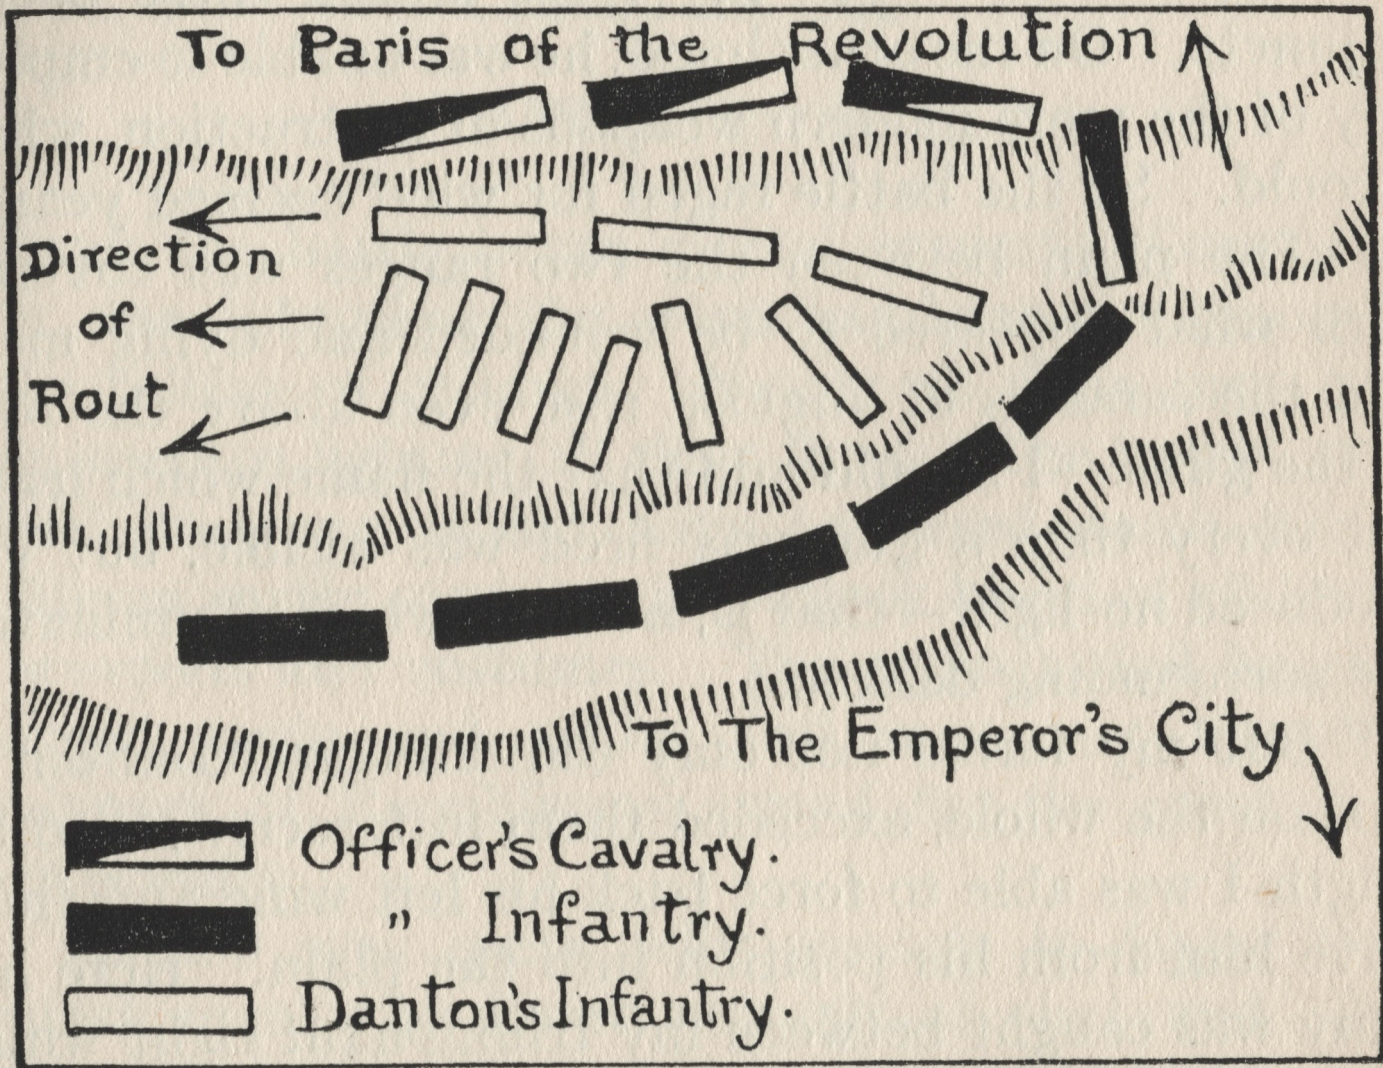 To Paris of the Revolution
Direction
of
Rout
To The Emperor's City
Officer's Cavalry.
" Infantry.
Danton's Infantry.